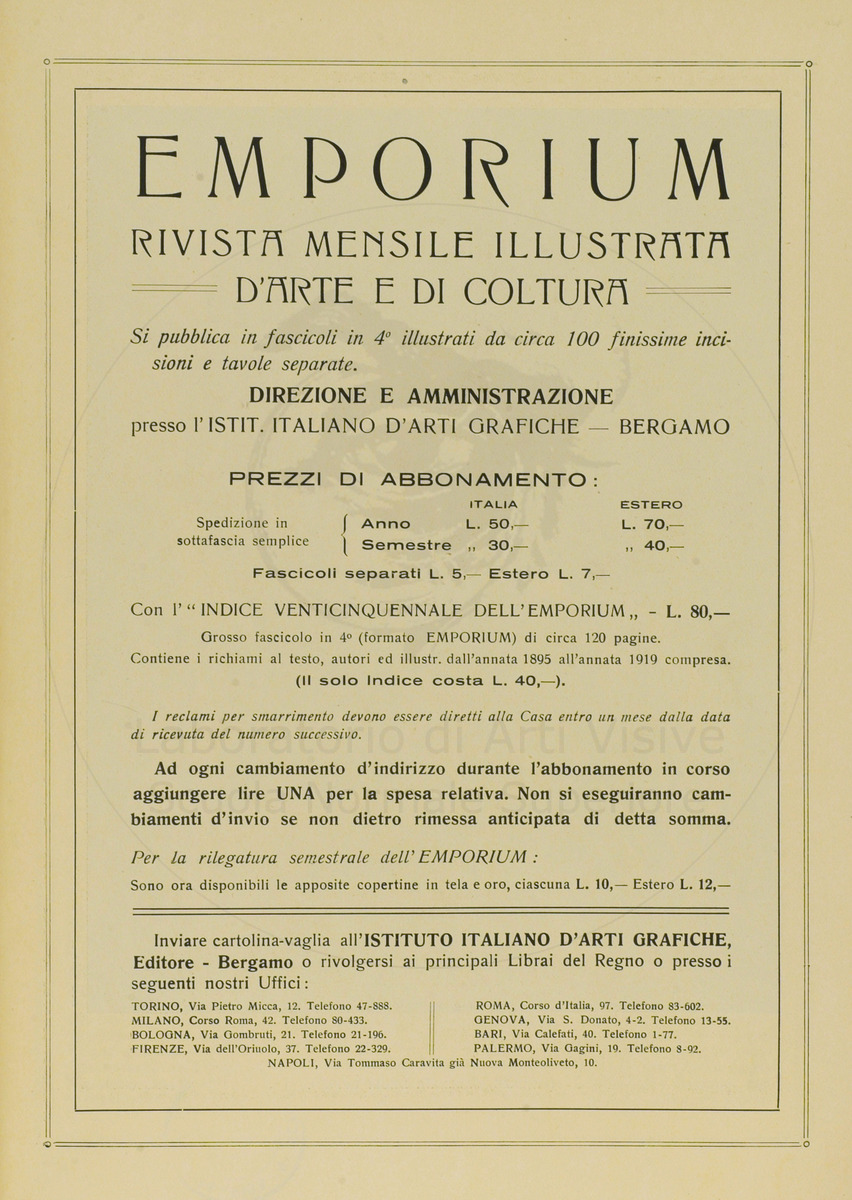 EMPORIUM
RIVISTA MENSILE ILLUSTRATA
D'ARTE E DI COLTURA
Si pubblica in fascicoli in 4º illustrati da circa 100 finissime inci-
sioni e tavole separate.
DIREZIONE E AMMINISTRAZIONE
presso l'ISTIT. ITALIANO D'ARTI GRAFICHE — BERGAMO
PREZZI DI ABBONAMENTO:
ITALIA ESTERO
Spedizione in sottafascia semplice { Anno L. 50,— L. 70,—
Semestre „ 30,— „ 40,—
Fascicoli separati L. 5,— Estero L. 7,—
Con l'“INDICE VENTICINQUENNALE DELL'EMPORIUM„ - L. 80,—
Grosso fascicolo in 4º (formato EMPORIUM) di circa 120 pagine.
Contiene i richiami al testo, autori ed illustr. dall'annata 1895 all'annata 1919 compresa.
(Il solo Indice costa L. 40,—).
I reclami per smarrimento devono essere diretti alla Casa entro un mese dalla data
di ricevuta del numero successivo.
Ad ogni cambiamento d'indirizzo durante l'abbonamento in corso
aggiungere lire UNA per la spesa relativa. Non si eseguiranno cam-
biamenti d'invio se non dietro rimessa anticipata di detta somma.
Per la rilegatura semestrale dell'EMPORIUM:
Sono ora disponibili le apposite copertine in tela e oro, ciascuna L. 10,— Estero L. 12,—
Inviare cartolina-vaglia all'ISTITUTO ITALIANO D'ARTI GRAFICHE,
Editore - Bergamo o rivolgersi ai principali Librai del Regno o presso i
seguenti nostri Uffici:
TORINO, Via Pietro Micca, 12. Telefono 47-888.
MILANO, Corso Roma, 42. Telefono 80-433.
BOLOGNA, Via Gombruti, 21. Telefono 21-196.
FIRENZE, Via dell'Oriuolo, 37. Telefono 22-329.
ROMA, Corso d'Italia, 97. Telefono 83-602.
GENOVA, Via S. Donato, 4-2. Telefono 13-55.
BARI, Via Calefati, 40. Telefono 1-77.
PALERMO, Via Gagini, 19. Telefono 8-92.
NAPOLI, Via Tommaso Caravita già Nuova Monteoliveto, 10.